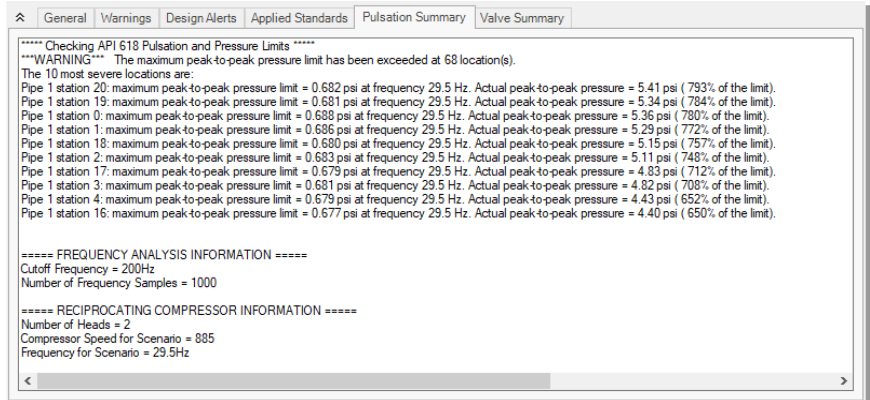 General Warnings Design Alerts Applied Standards Pulsation Summary Valve Summary
***** Checking API 618 Pulsation and Pressure Limits *****
***WARNING*** The maximum peak-to-peak pressure limit has been exceeded at 68 location(s).
The 10 most severe locations are:
Pipe 1 station 20: maximum peak-to-peak pressure limit = 0.682 psi at frequency 29.5 Hz. Actual peak-to-peak pressure = 5.41 psi ( 793% of the limit).
Pipe 1 station 19: maximum peak-to-peak pressure limit = 0.681 psi at frequency 29.5 Hz. Actual peak-to-peak pressure = 5.34 psi ( 784% of the limit).
Pipe 1 station 0: maximum peak-to-peak pressure limit = 0.688 psi at frequency 29.5 Hz. Actual peak-to-peak pressure = 5.36 psi ( 780% of the limit).
Pipe 1 station 1: maximum peak-to-peak pressure limit = 0.686 psi at frequency 29.5 Hz. Actual peak-to-peak pressure = 5.29 psi ( 772% of the limit).
Pipe 1 station 18: maximum peak-to-peak pressure limit = 0.680 psi at frequency 29.5 Hz. Actual peak-to-peak pressure = 5.15 psi ( 757% of the limit).
Pipe 1 station 2: maximum peak-to-peak pressure limit = 0.683 psi at frequency 29.5 Hz. Actual peak-to-peak pressure = 5.11 psi ( 748% of the limit).
Pipe 1 station 17: maximum peak-to-peak pressure limit = 0.679 psi at frequency 29.5 Hz. Actual peak-to-peak pressure = 4.83 psi ( 712% of the limit).
Pipe 1 station 3: maximum peak-to-peak pressure limit = 0.681 psi at frequency 29.5 Hz. Actual peak-to-peak pressure = 4.82 psi ( 708% of the limit).
Pipe 1 station 4: maximum peak-to-peak pressure limit = 0.679 psi at frequency 29.5 Hz. Actual peak-to-peak pressure = 4.43 psi ( 652% of the limit).
Pipe 1 station 16: maximum peak-to-peak pressure limit = 0.677 psi at frequency 29.5 Hz. Actual peak-to-peak pressure = 4.40 psi ( 650% of the limit).
===== FREQUENCY ANALYSIS INFORMATION =====
Cutoff Frequency = 200Hz
Number of Frequency Samples = 1000
===== RECIPROCATING COMPRESSOR INFORMATION =====
Number of Heads = 2
Compressor Speed for Scenario = 885
Frequency for Scenario = 29.5Hz